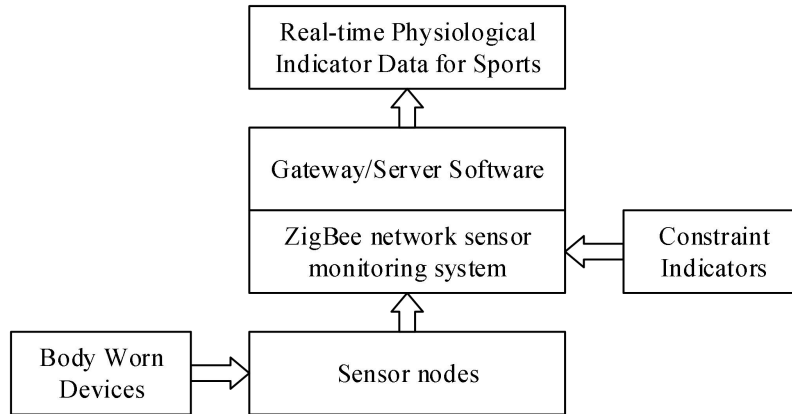 Real-time Physiological
Indicator Data for Sports
Gateway/Server Software
ZigBee network sensor
monitoring system
Constraint
Indicators
Body Worn
Devices
Sensor nodes